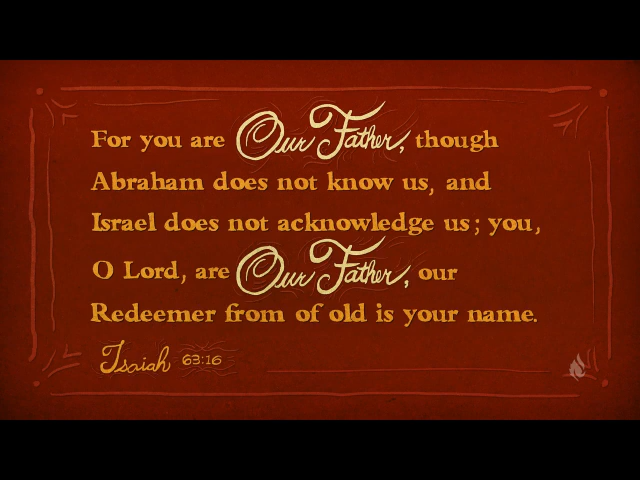 For you are Our Father, though
Abraham does not know us, and
Israel does not acknowledge us; you,
O Lord, are Our Father, our
Redeemer from of old is your name.
Isaiah 63:16